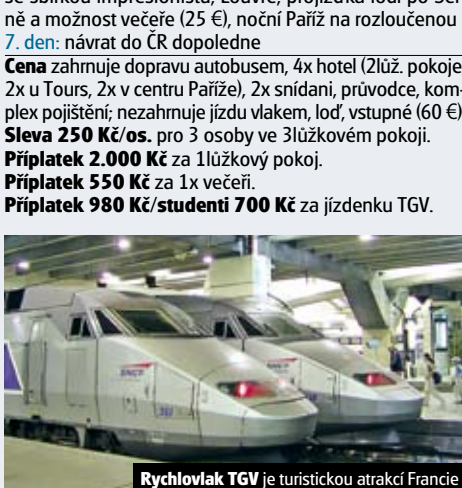 se sbírkou impresionistů, Louvre, projížďka lodí po Sei-
ně a možnost večeře (25 €), noční Paříž na rozloučenou
7. den: návrat do ČR dopoledne
Cena zahrnuje dopravu autobusem, 4x hotel (2lůž. pokoje
2x u Tours, 2x v centru Paříže), 2x snídani, průvodce, kom-
plex pojištění; nezahrnuje jízdu vlakem, loď, vstupné (60 €)
Sleva 250 Kč/os. pro 3 osoby ve 3lůžkovém pokoji.
Příplatek 2.000 Kč za 1lůžkový pokoj.
Příplatek 550 Kč za 1x večeři.
Příplatek 980 Kč/studenti 700 Kč za jízdenku TGV.
SNCF
Rychlovlak TGV je turistickou atrakcí Francie